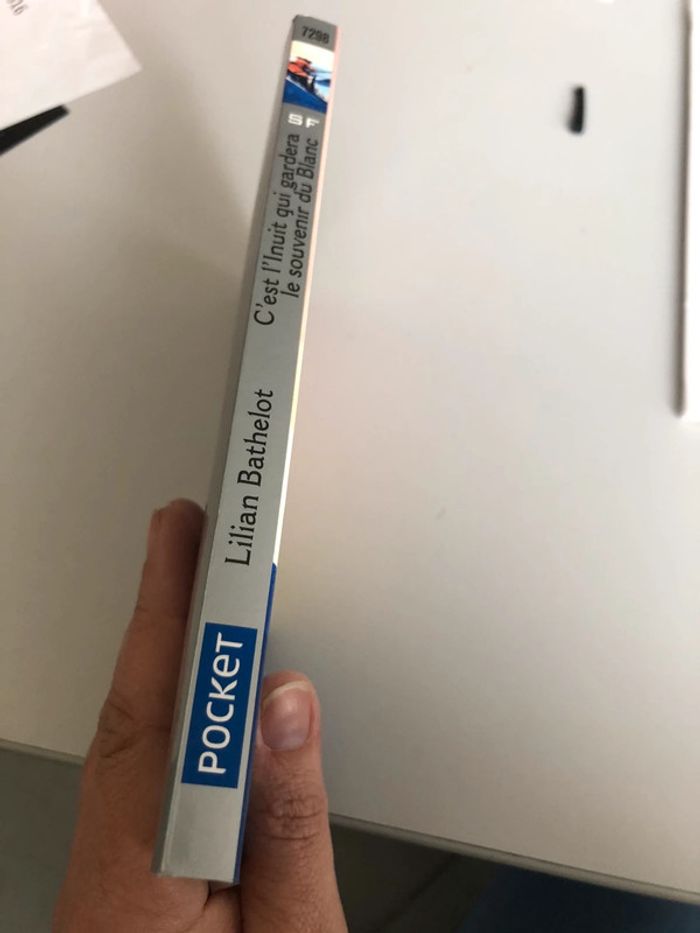 7298
SF
C'est l'Inuit qui gardera
le souvenir du Blanc
Lilian Bathelot
POCKET